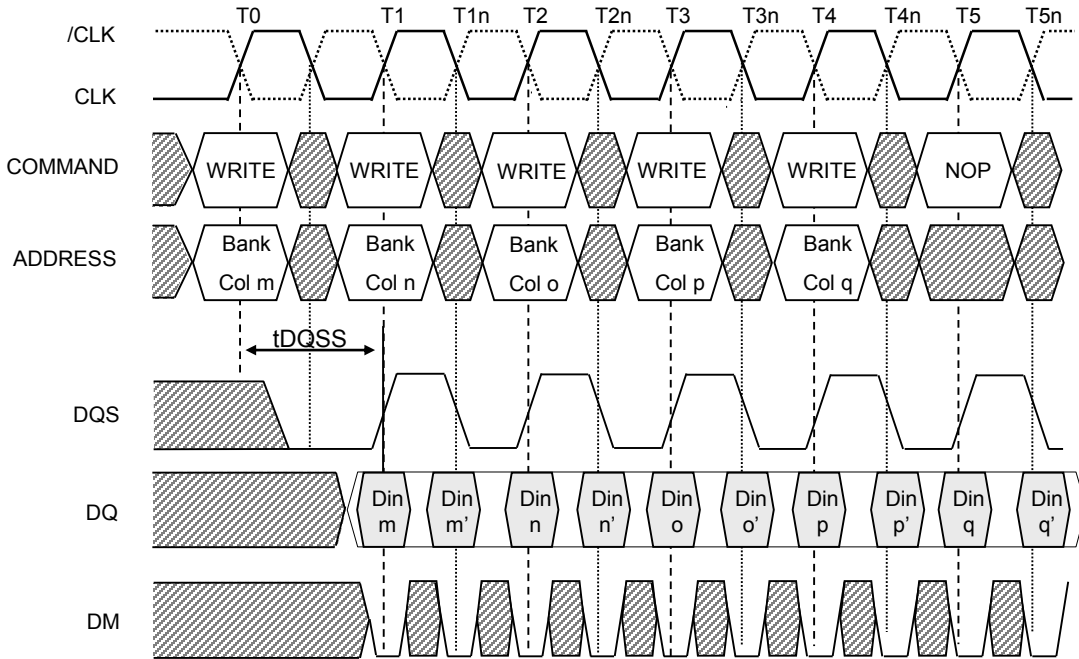 T0 T1 T1n T2 T2n T3 T3n T4 T4n T5 T5n
/CLK
CLK
COMMAND WRITE WRITE WRITE WRITE WRITE NOP
ADDRESS
Bank Bank Bank Bank Bank
Col m Col n Col o Col p Col q
tDQSS
DQS
DQ
Din Din Din Din Din Din Din Din Din Din
m m’ n n’ o o’ p p’ q q’
DM